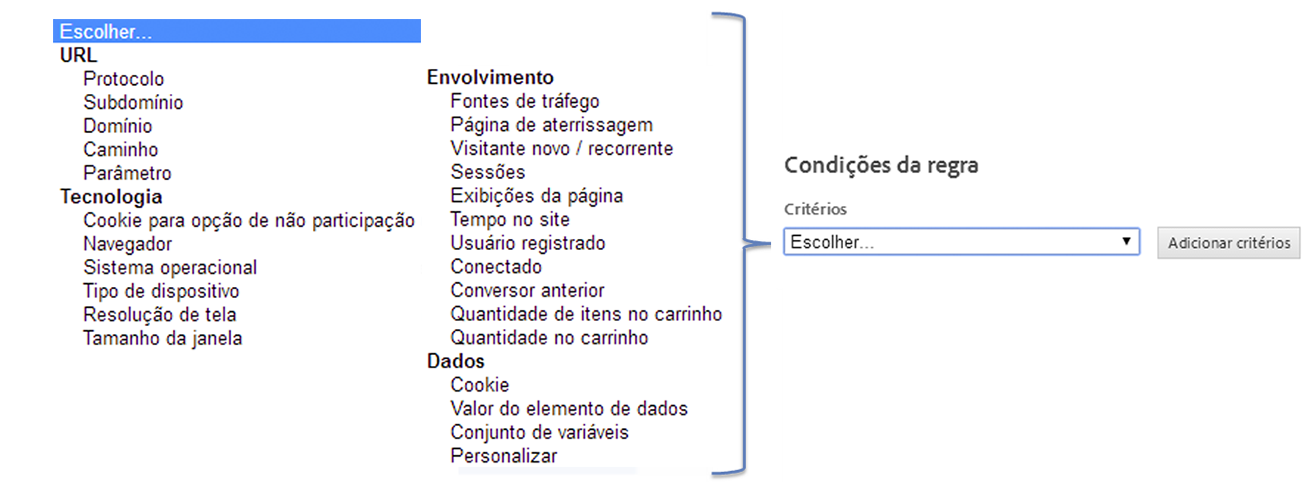 Escolher...
URL
Protocolo
Subdomínio
Domínio
Caminho
Parâmetro
Tecnologia
Cookie para opção de não participação
Navegador
Sistema operacional
Tipo de dispositivo
Resolução de tela
Tamanho da janela
Envolvimento
Fontes de tráfego
Página de aterrissagem
Visitante novo / recorrente
Sessões
Exibições da página
Tempo no site
Usuário registrado
Conectado
Conversor anterior
Quantidade de itens no carrinho
Quantidade no carrinho
Dados
Cookie
Valor do elemento de dados
Conjunto de variáveis
Personalizar
Condições da regra
Critérios
Escolher...
Adicionar critérios